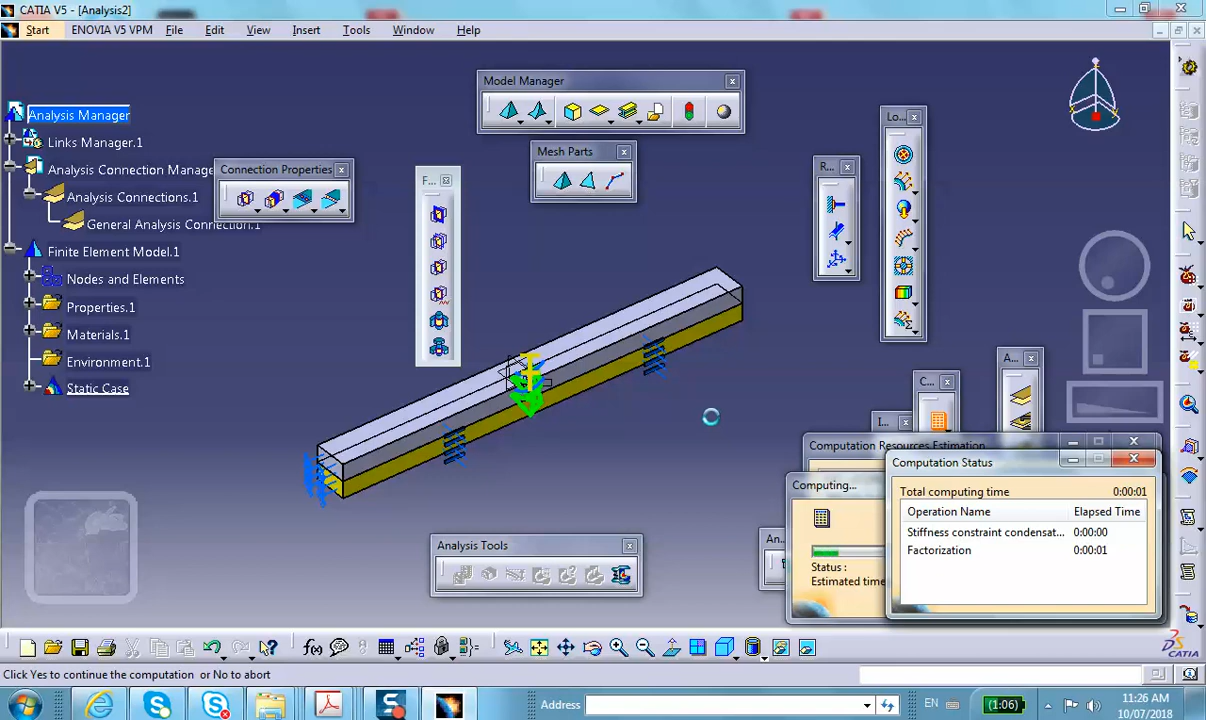 CATIA V5 - [Analysis2]
Start ENOVIA V5 VPM File Edit View Insert Tools Window Help
Model Manager
Analysis Manager
Links Manager.1
Analysis Connection Manage
Analysis Connections.1
General Analysis Connection.1
Finite Element Model.1
Nodes and Elements
Properties.1
Materials.1
Environment.1
Static Case
Connection Properties
F...
Mesh Parts
R...
Lo...
A...
C...
I...
Computation Resources Estimation
Computing...
Status :
Estimated time
Computation Status
Total computing time 0:00:01
Operation Name Elapsed Time
Stiffness constraint condensat... 0:00:00
Factorization 0:00:01
An...
Analysis Tools
f(x)
CATIA
Click Yes to continue the computation or No to abort
Address
EN
(1:06)
11:26 AM
10/07/2018